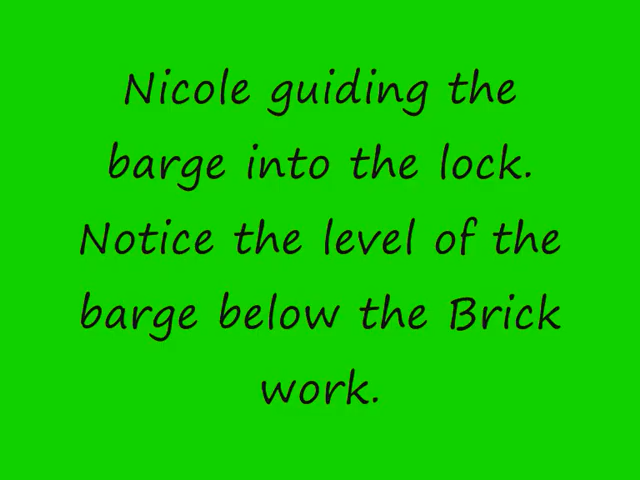 Nicole guiding the
barge into the lock.
Notice the level of the
barge below the Brick
work.